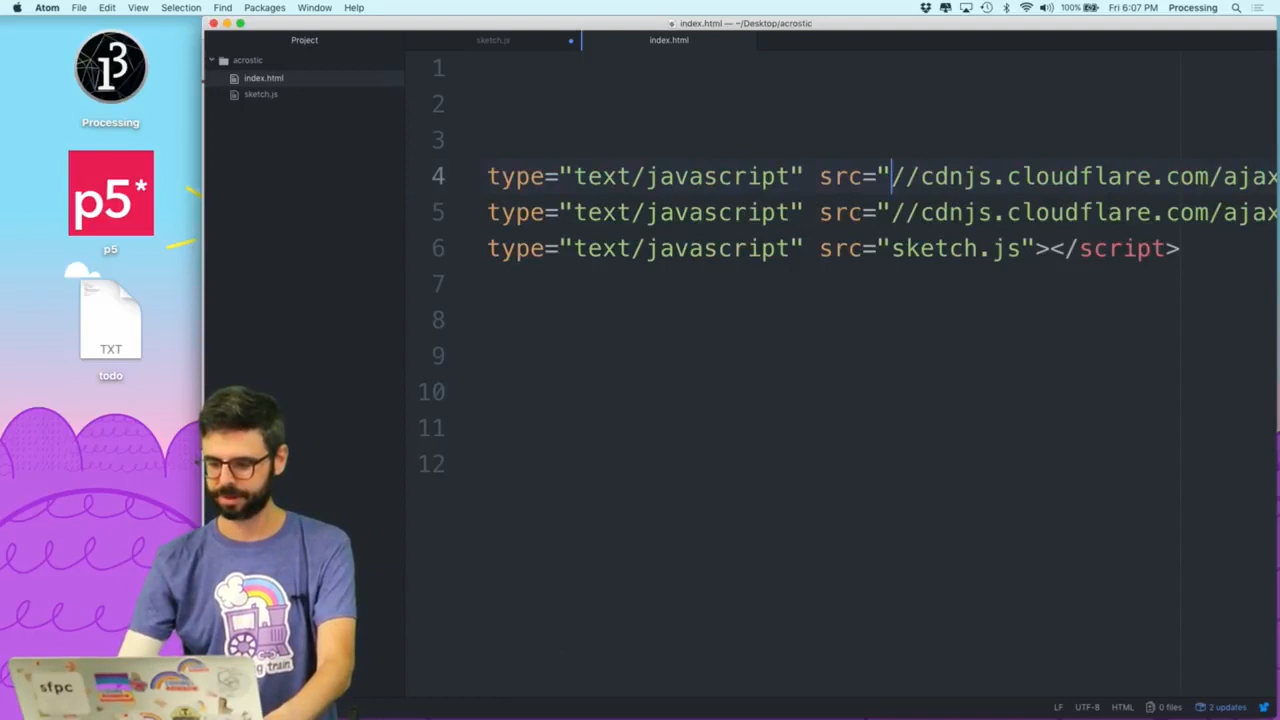 Atom File Edit View Selection Find Packages Window Help 100% Fri 6:07 PM Processing
index.html — ~/Desktop/acrostic
Project sketch.js index.html
acrostic
index.html
sketch.js
1
2
3
4 type="text/javascript" src="//cdnjs.cloudflare.com/ajax
5 type="text/javascript" src="//cdnjs.cloudflare.com/ajax
6 type="text/javascript" src="sketch.js"></script>
7
8
9
10
11
12
Processing
p5*
p5
TXT
todo
train
sfpc
LF UTF-8 HTML 0 files 2 updates